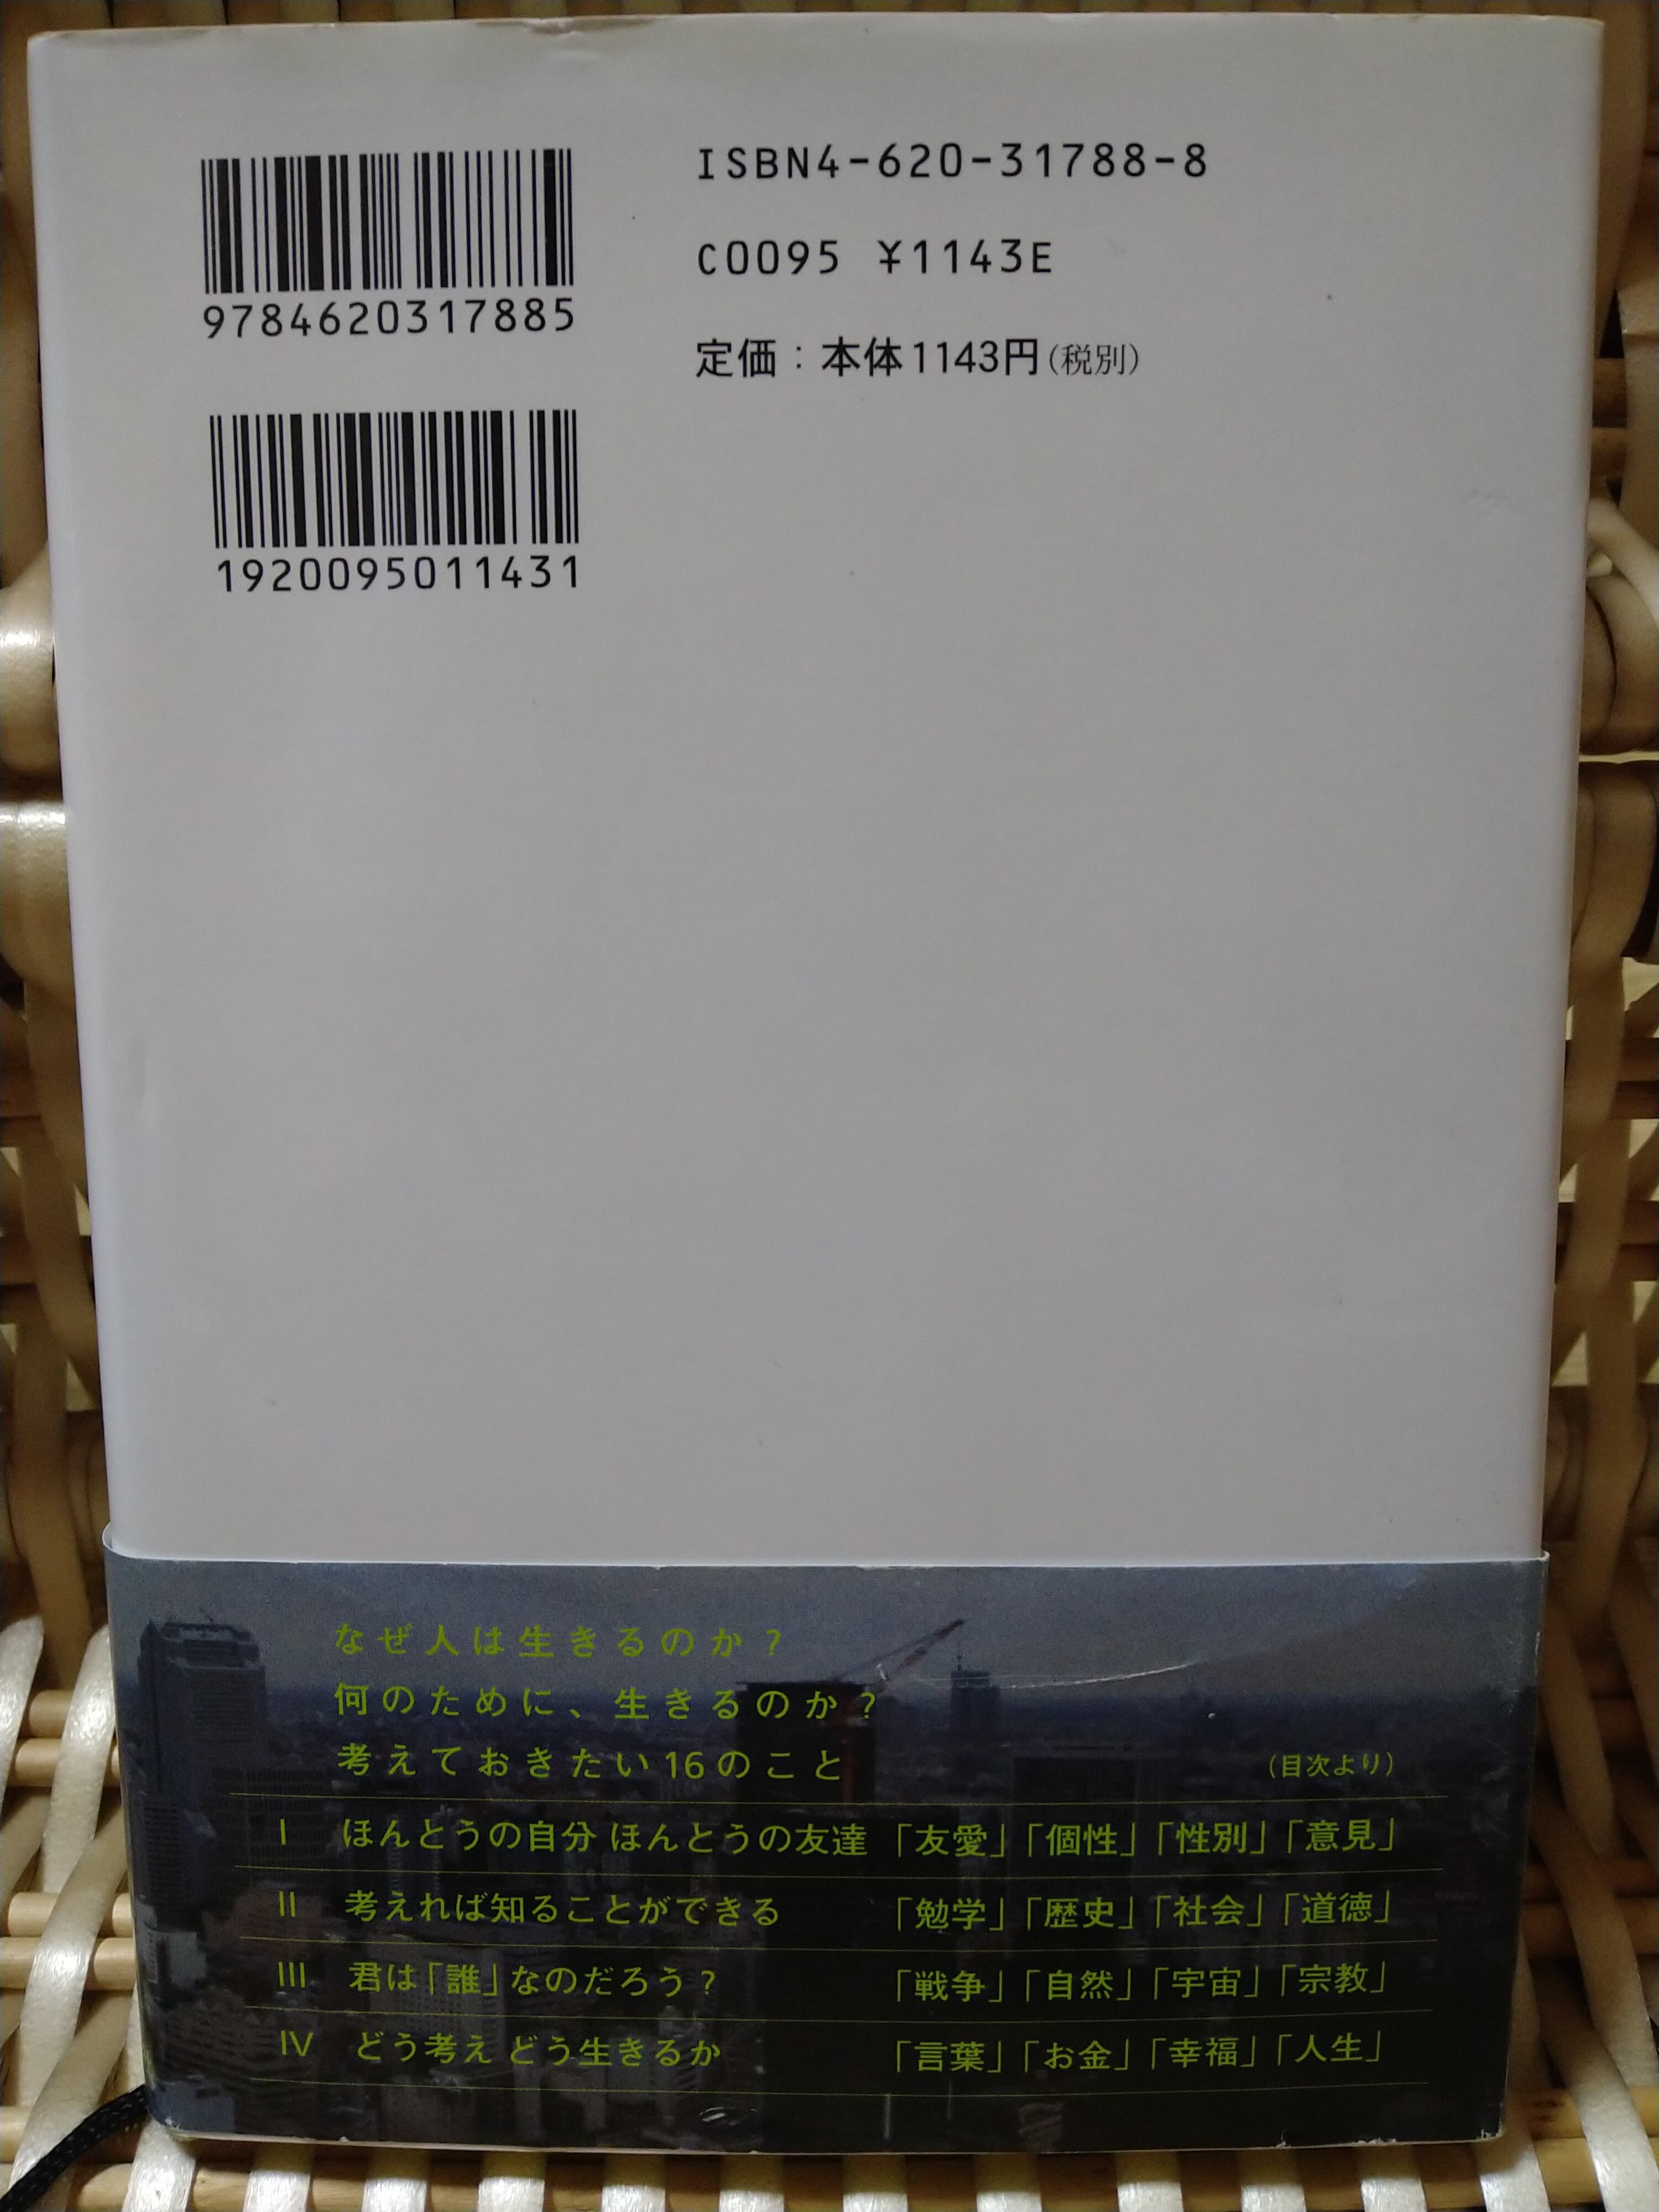 9784620317885
1920095011431
ISBN4-620-31788-8
C0095 ¥1143E
定価：本体1143円（税別）
なぜ人は生きるのか？
何のために、生きるのか？
考えておきたい16のこと
（目次より）
I ほんとうの自分 ほんとうの友達 「友愛」「個性」「性別」「意見」
II 考えれば知ることができる 「勉学」「歴史」「社会」「道徳」
III 君は「誰」なのだろう？ 「戦争」「自然」「宇宙」「宗教」
IV どう考え どう生きるか 「言葉」「お金」「幸福」「人生」